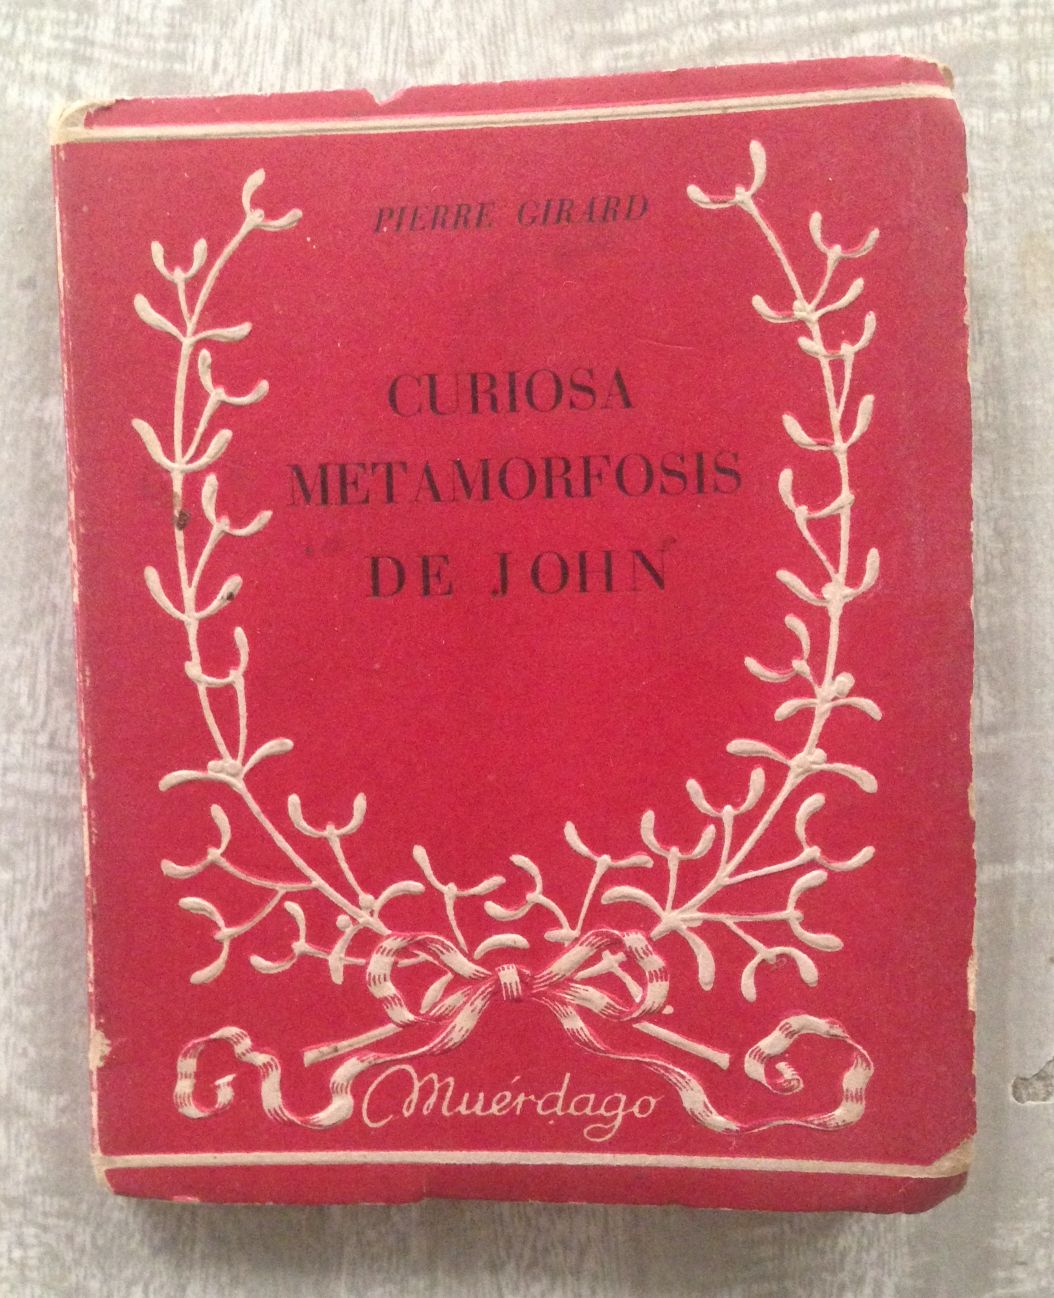 PIERRE GIRARD
CURIOSA
METAMORFOSIS
DE JOHN
Muérdago